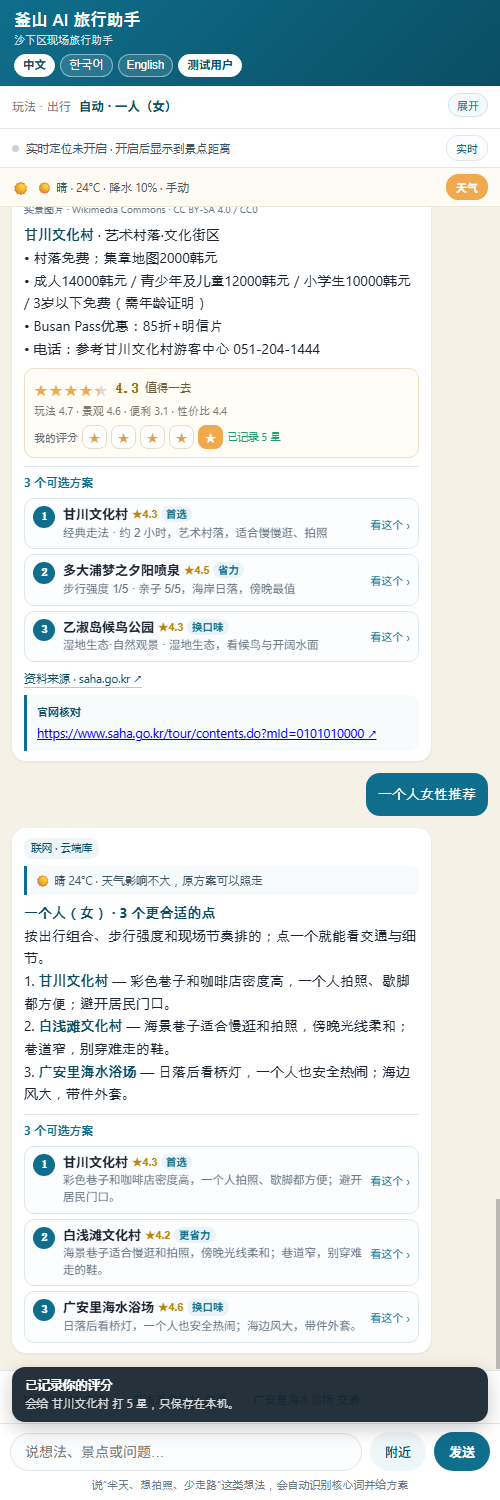 釜山 AI 旅行助手
沙下区现场旅行助手
中文 한국어 English 测试用户
玩法 · 出行 自动 · 一人（女） 展开
实时定位未开启 · 开启后显示到景点距离 实时
晴 · 24°C · 降水 10% · 手动 天气
实景图片 · Wikimedia Commons · CC BY-SA 4.0 / CC0
甘川文化村 · 艺术村落·文化街区
• 村落免费；集章地图2000韩元
• 成人14000韩元 / 青少年及儿童12000韩元 / 小学生10000韩元
/ 3岁以下免费（需年龄证明）
• Busan Pass优惠：85折+明信片
• 电话：参考甘川文化村游客中心 051-204-1444
★★★★★ 4.3 值得一去
玩法 4.7 · 景观 4.6 · 便利 3.1 · 性价比 4.4
我的评分 ★ ★ ★ ★ ★ 已记录 5 星
3 个可选方案
1 甘川文化村 ★4.3 首选
经典走法 · 约 2 小时，艺术村落，适合慢慢逛、拍照
看这个 ›
2 多大浦梦之夕阳喷泉 ★4.5 省力
步行强度 1/5 · 亲子 5/5，海岸日落，傍晚最值
看这个 ›
3 乙淑岛候鸟公园 ★4.3 换口味
湿地生态·自然观景 · 湿地生态，看候鸟与开阔水面
看这个 ›
资料来源 · saha.go.kr ↗
官网核对
https://www.saha.go.kr/tour/contents.do?mId=0101010000 ↗
一个人女性推荐
联网 · 云端库
晴 24°C · 天气影响不大，原方案可以照走
一个人（女）· 3 个更合适的点
按出行组合、步行强度和现场节奏排的；点一个就能看交通与细
节。
1. 甘川文化村 — 彩色巷子和咖啡店密度高，一个人拍照、歇脚
都方便；避开居民门口。
2. 白浅滩文化村 — 海景巷子适合慢逛和拍照，傍晚光线柔和；
巷道窄，别穿难走的鞋。
3. 广安里海水浴场 — 日落后看桥灯，一个人也安全热闹；海边
风大，带件外套。
3 个可选方案
1 甘川文化村 ★4.3 首选
彩色巷子和咖啡店密度高，一个人拍照、歇脚都方便；避开
居民门口。
看这个 ›
2 白浅滩文化村 ★4.2 更省力
海景巷子适合慢逛和拍照，傍晚光线柔和；巷道窄，别穿难
走的鞋。
看这个 ›
3 广安里海水浴场 ★4.6 换口味
日落后看桥灯，一个人也安全热闹；海边风大，带件外套。
看这个 ›
已记录你的评分
会给 甘川文化村 打 5 星，只保存在本机。
广安里海水浴场 交通
说想法、景点或问题… 附近 发送
说“半天、想拍照、少走路”这类想法，会自动识别核心词并给方案